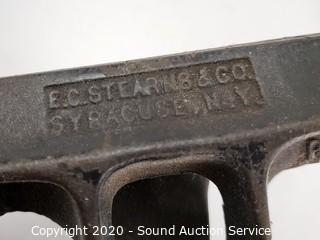 E.C. STEARNS & CO.
SYRACUSE, N.Y.
Copyright 2020 - Sound Auction Service